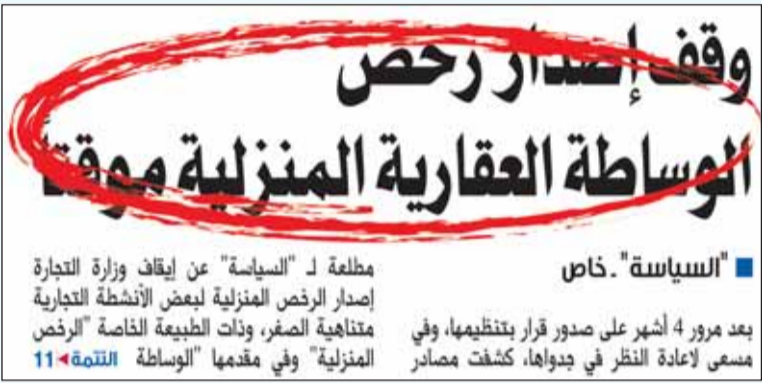 وقف إصدار رخص
الوساطة العقارية المنزلية موقتاً
■ "السياسة" ـ خاص
بعد مرور 4 أشهر على صدور قرار بتنظيمها، وفي
مسعى لاعادة النظر في جدواها، كشفت مصادر
مطلعة لـ "السياسة" عن إيقاف وزارة التجارة
إصدار الرخص المنزلية لبعض الأنشطة التجارية
متناهية الصغر، وذات الطبيعة الخاصة "الرخص
المنزلية" وفي مقدمها "الوساطة التتمة◄11